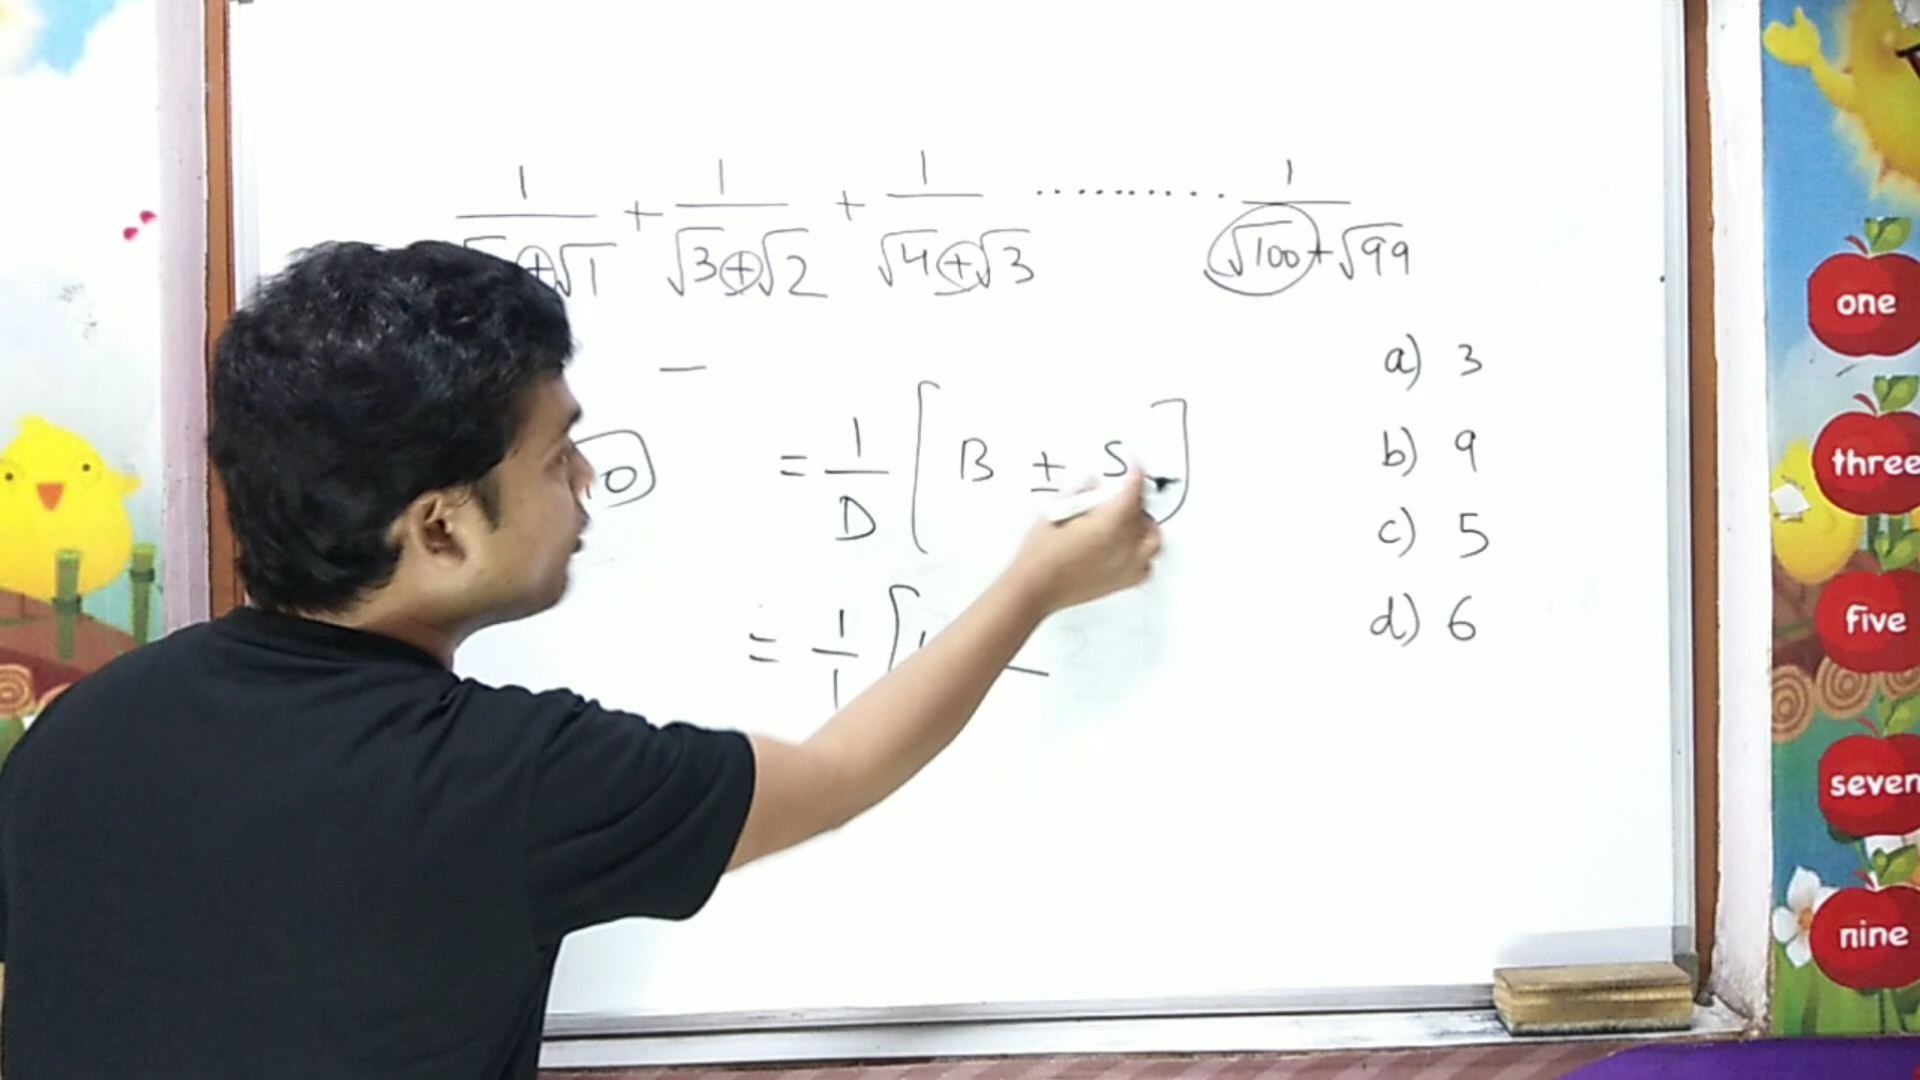 1/(√1) + 1/(√3+√2) + 1/(√4+√3) .......... 1/(√100+√99)
—
= 1/D [ B ± S ]
= 1/1 [ 1 —
a) 3
b) 9
c) 5
d) 6
one
three
five
seven
nine